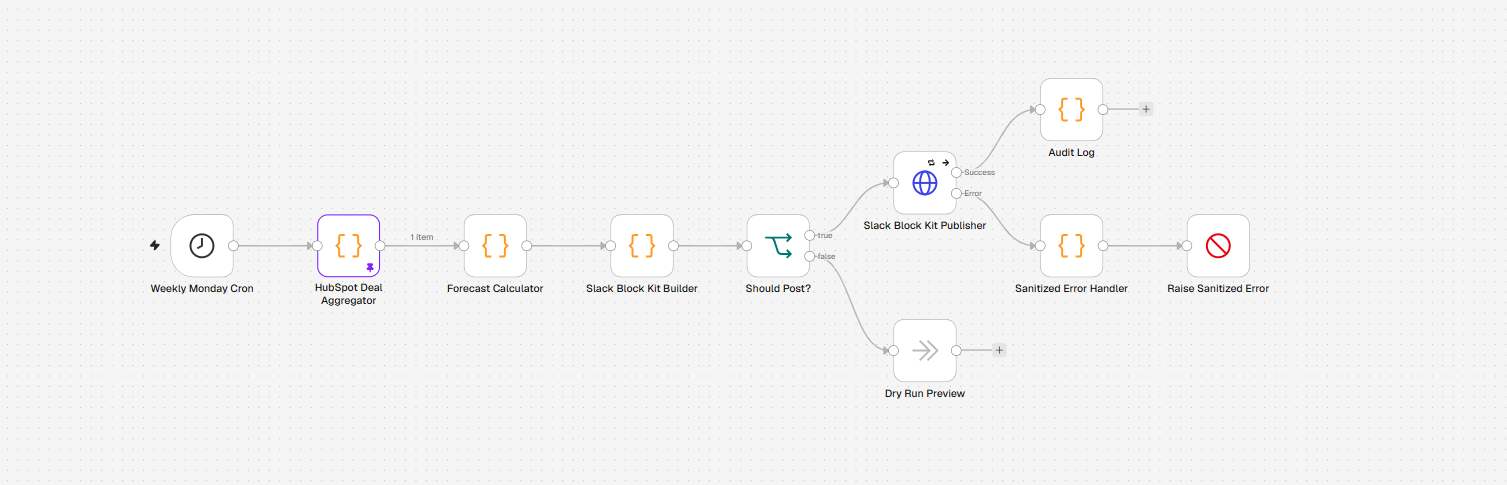 Weekly Monday Cron
HubSpot Deal
Aggregator
1 item
Forecast Calculator
Slack Block Kit Builder
Should Post?
true
false
Slack Block Kit Publisher
Success
Error
Audit Log
Sanitized Error Handler
Raise Sanitized Error
Dry Run Preview